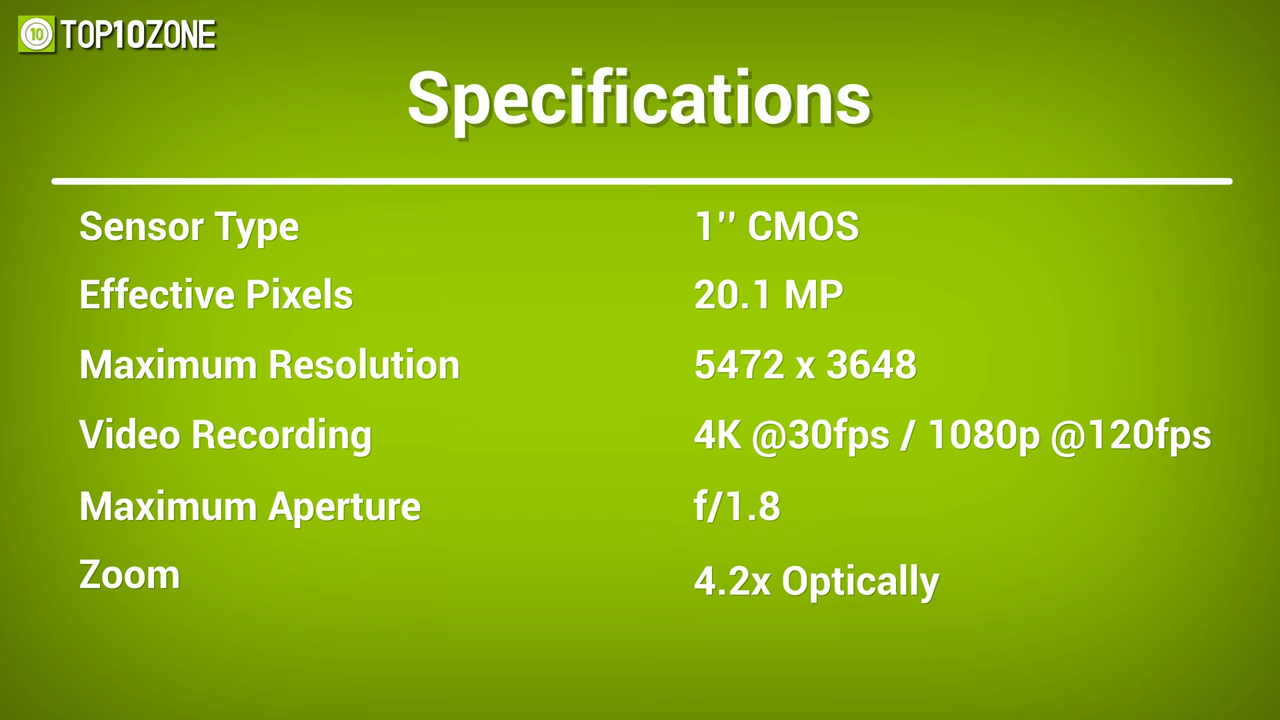 10 TOP10ZONE
Specifications
Sensor Type 1’’ CMOS
Effective Pixels 20.1 MP
Maximum Resolution 5472 x 3648
Video Recording 4K @30fps / 1080p @120fps
Maximum Aperture f/1.8
Zoom 4.2x Optically